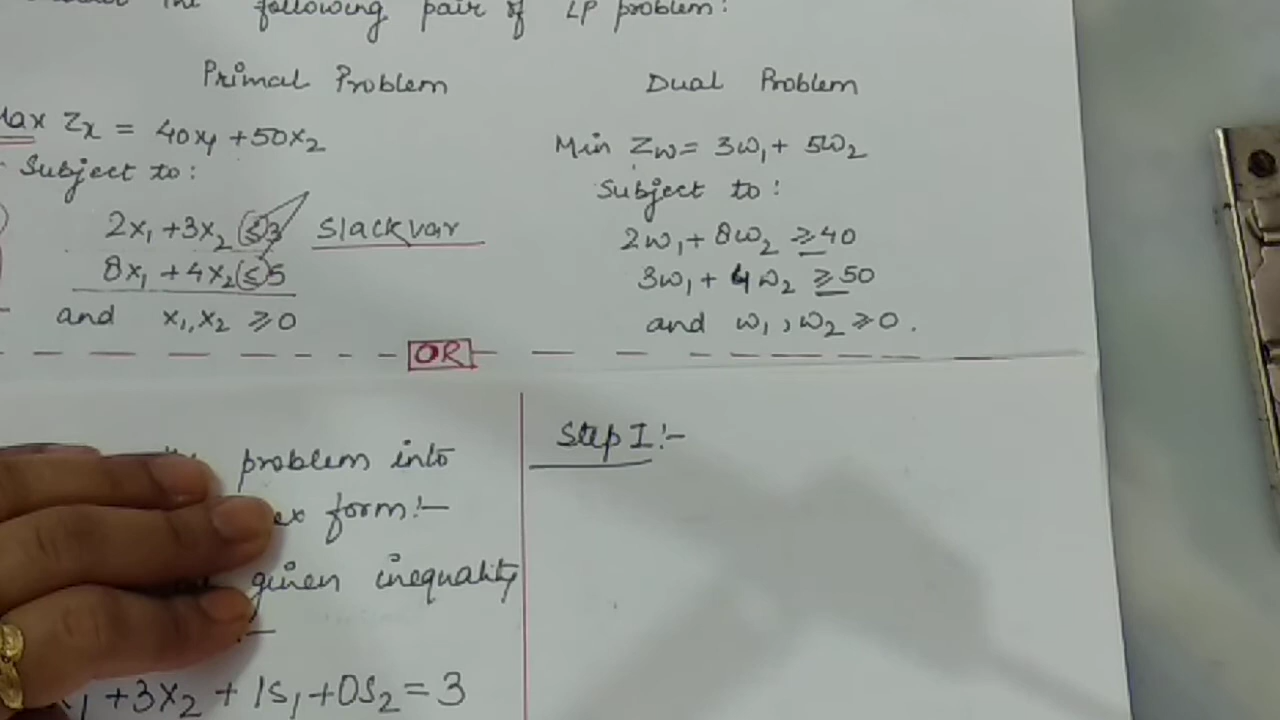 following pair of LP problem:
Primal Problem
Max Zx = 40x1 + 50x2
Subject to:
2x1 + 3x2 ≤ 3 Slack var
8x1 + 4x2 ≤ 5
and x1, x2 ≥ 0
Dual Problem
Min Zw = 3w1 + 5w2
Subject to:
2w1 + 8w2 ≥ 40
3w1 + 4w2 ≥ 50
and w1, w2 ≥ 0.
OR
problem into
form:-
given inequality
:-
+3x2 + 1s1 + 0s2 = 3
Step I:-